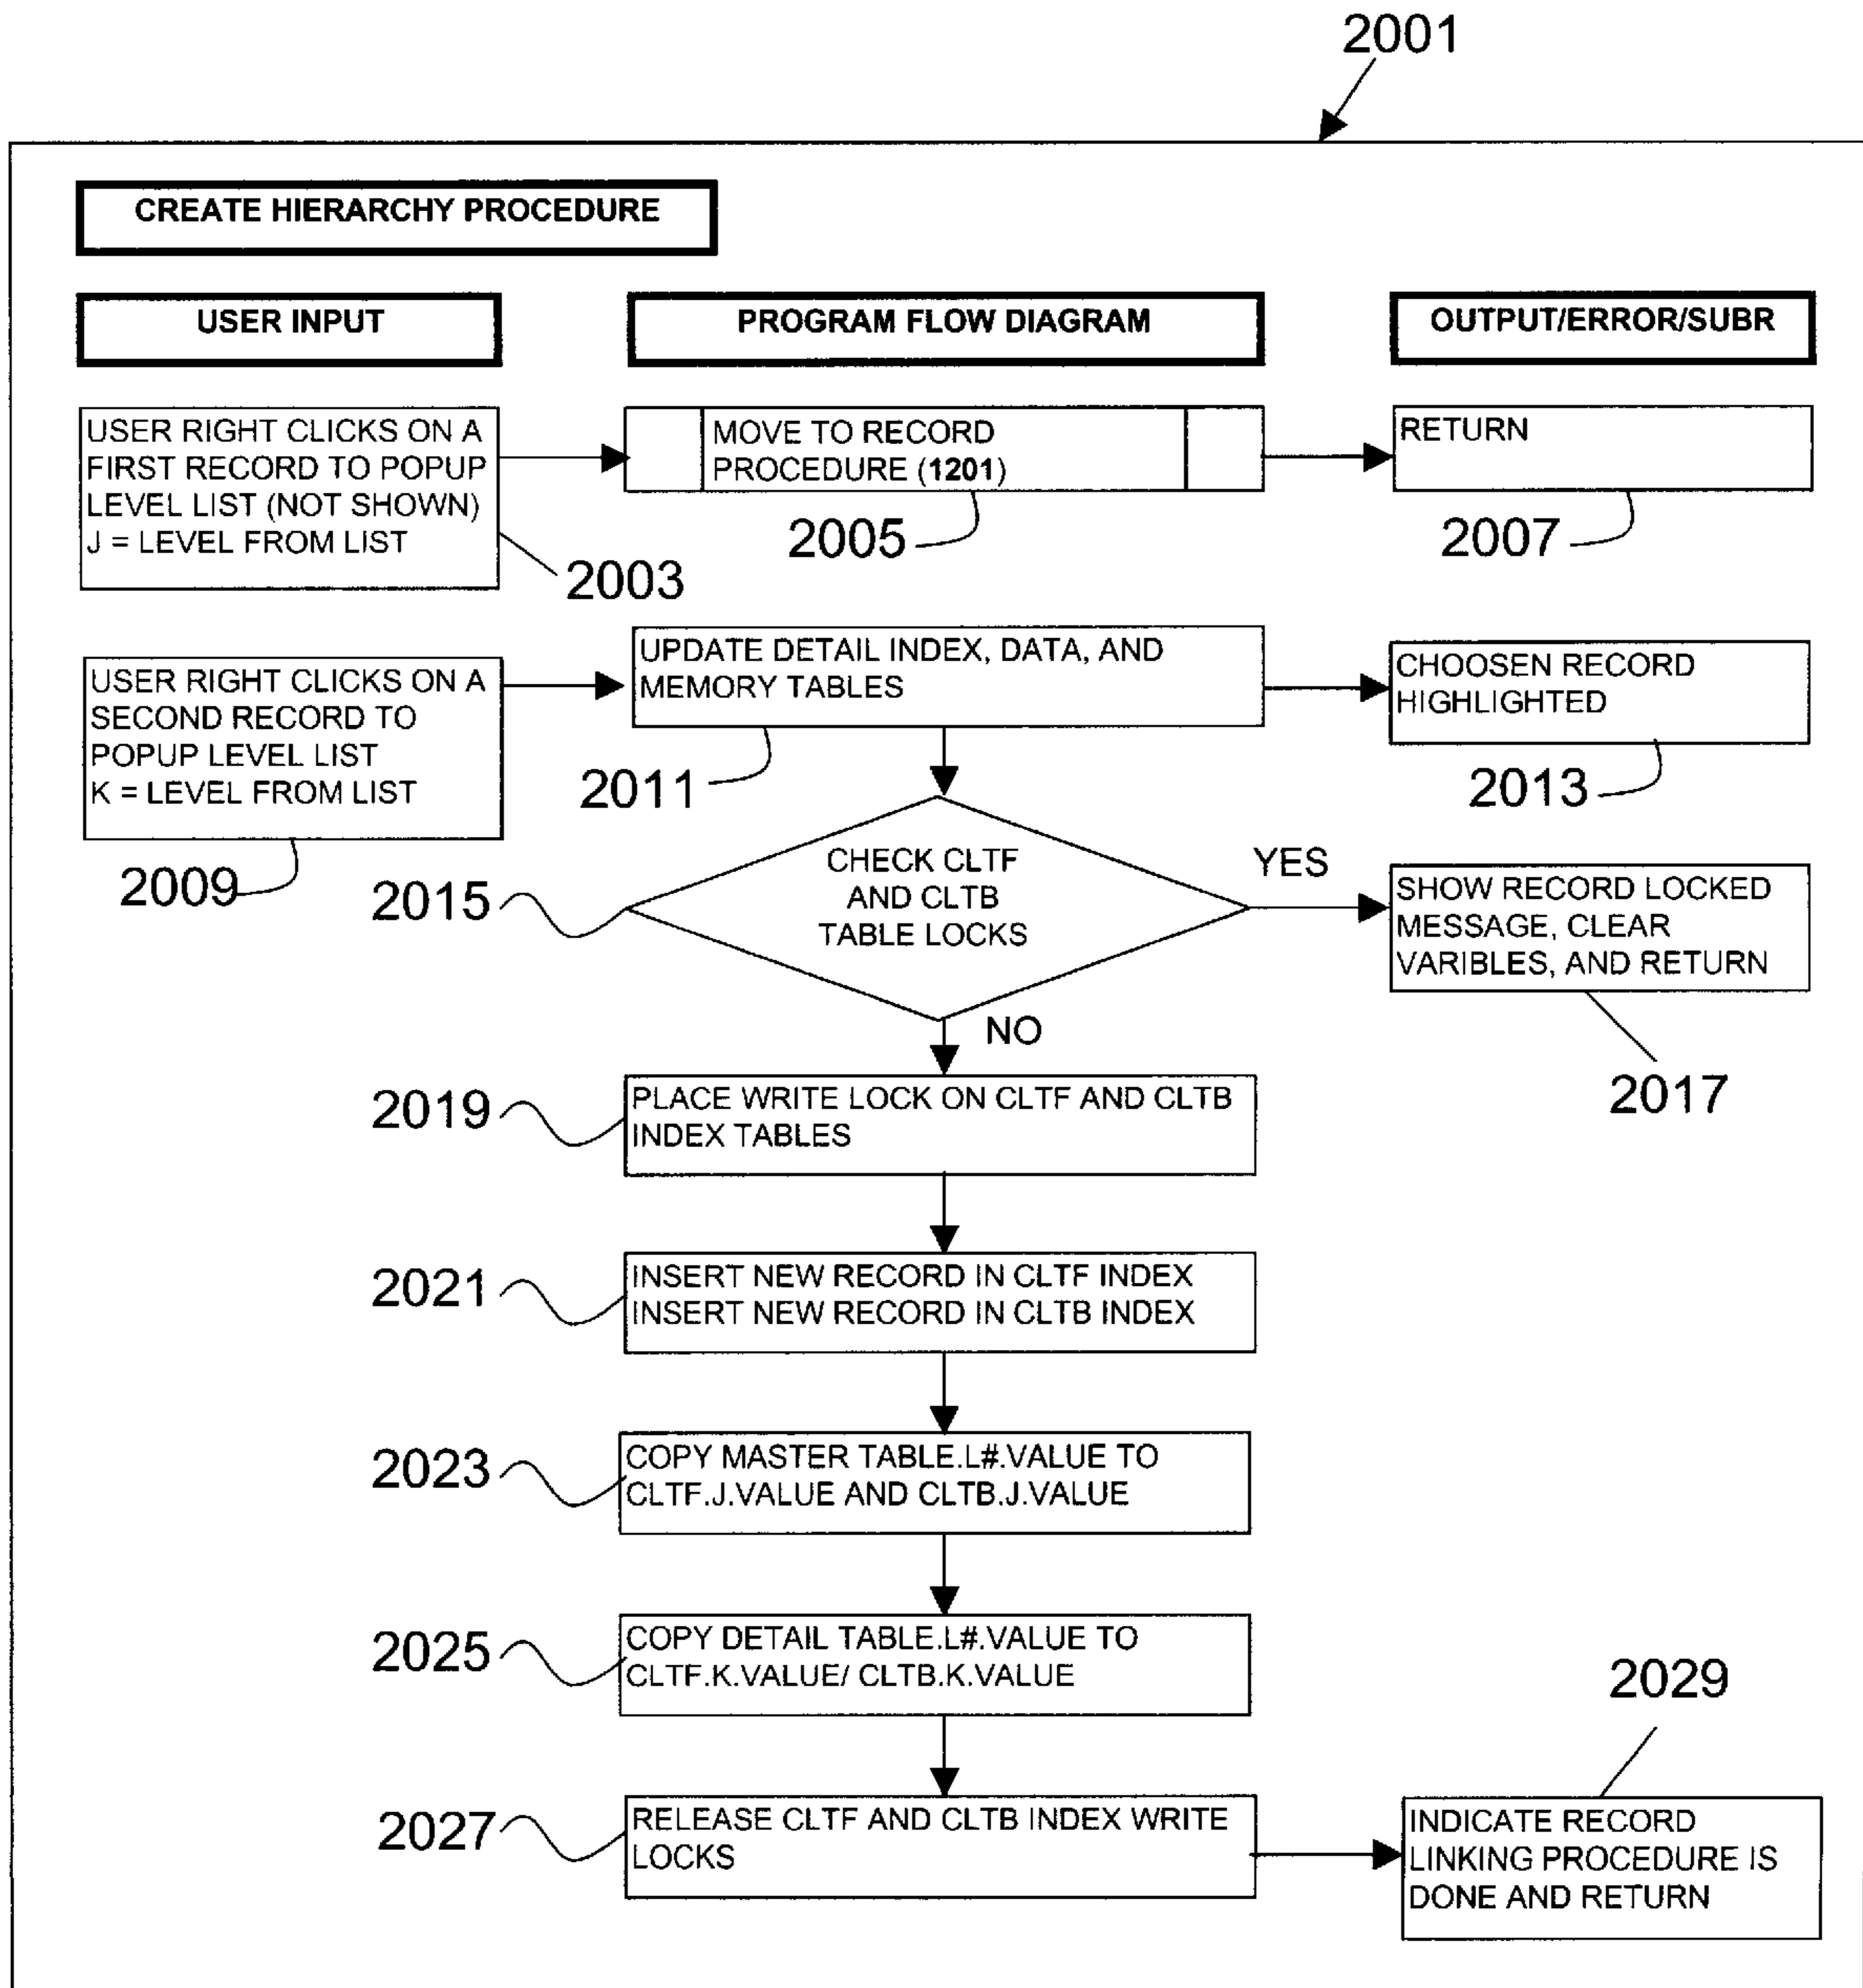 2001
CREATE HIERARCHY PROCEDURE
USER INPUT
PROGRAM FLOW DIAGRAM
OUTPUT/ERROR/SUBR
USER RIGHT CLICKS ON A
FIRST RECORD TO POPUP
LEVEL LIST (NOT SHOWN)
J = LEVEL FROM LIST
2003
MOVE TO RECORD
PROCEDURE (1201)
2005
RETURN
2007
USER RIGHT CLICKS ON A
SECOND RECORD TO
POPUP LEVEL LIST
K = LEVEL FROM LIST
2009
UPDATE DETAIL INDEX, DATA, AND
MEMORY TABLES
2011
CHOOSEN RECORD
HIGHLIGHTED
2013
2015
CHECK CLTF
AND CLTB
TABLE LOCKS
YES
NO
SHOW RECORD LOCKED
MESSAGE, CLEAR
VARIBLES, AND RETURN
2017
2019
PLACE WRITE LOCK ON CLTF AND CLTB
INDEX TABLES
2021
INSERT NEW RECORD IN CLTF INDEX
INSERT NEW RECORD IN CLTB INDEX
2023
COPY MASTER TABLE.L#.VALUE TO
CLTF.J.VALUE AND CLTB.J.VALUE
2025
COPY DETAIL TABLE.L#.VALUE TO
CLTF.K.VALUE/ CLTB.K.VALUE
2027
RELEASE CLTF AND CLTB INDEX WRITE
LOCKS
2029
INDICATE RECORD
LINKING PROCEDURE IS
DONE AND RETURN